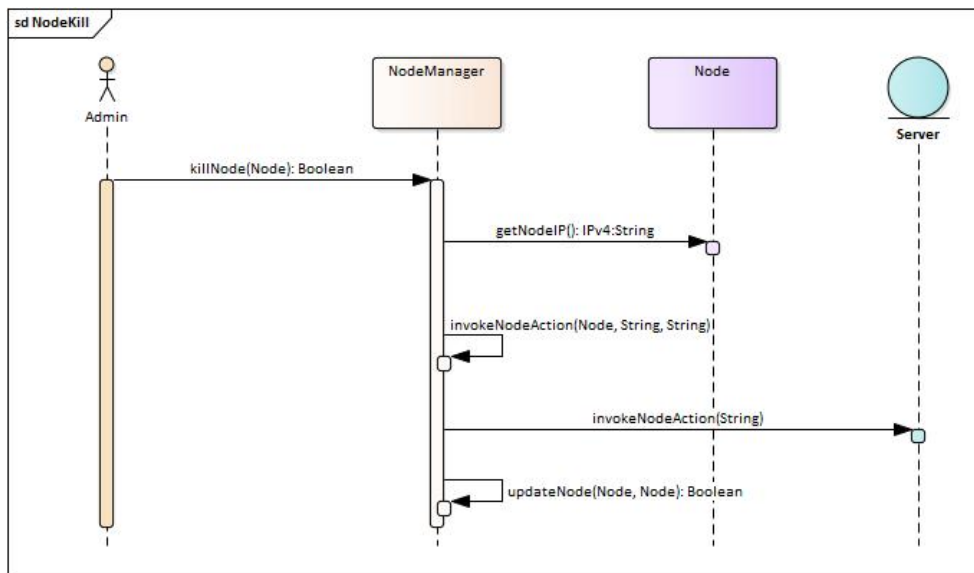 sd NodeKill
NodeManager
Node
Admin
Server
killNode(Node): Boolean
getNodeIP(): IPv4:String
invokeNodeAction(Node, String, String)
invokeNodeAction(String)
updateNode(Node, Node): Boolean